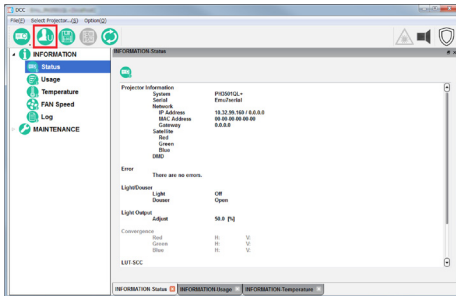 DCC
File(F) Select Projector...(S) Option(O)
INFORMATION
Status
Usage
Temperature
FAN Speed
Log
MAINTENANCE
INFORMATION-Status
Projector Information
System PH3501QL+
Serial Emu7serial
Network
IP Address 10.32.99.160 / 0.0.0.0
MAC Address 00-00-00-00-00-00
Gateway 0.0.0.0
Satellite
Red
Green
Blue
DMD
Error
There are no errors.
Light/Douser
Light Off
Douser Open
Light Output
Adjust 50.0 [%]
Convergence
Red H: V:
Green H: V:
Blue H: V:
LUT-SCC
INFORMATION-Status INFORMATION-Usage INFORMATION-Temperature